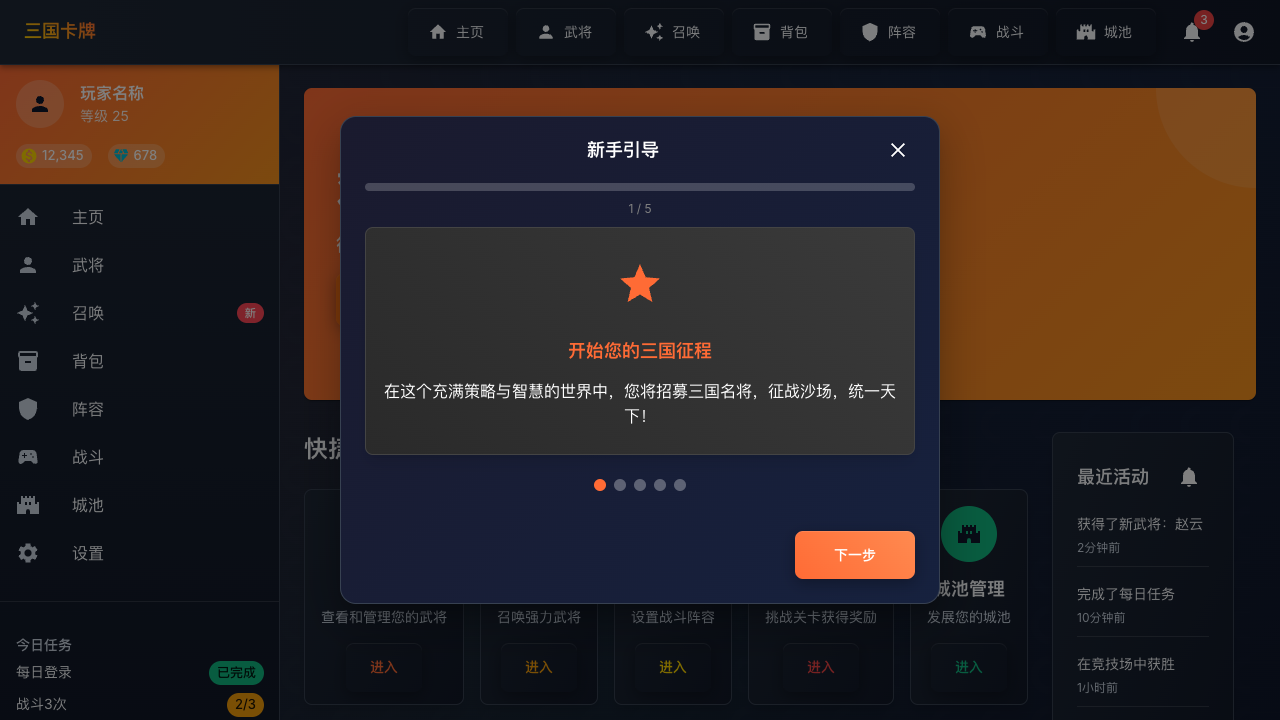 三国卡牌
主页
武将
召唤
背包
阵容
战斗
城池
3
玩家名称
等级 25
12,345
678
主页
武将
召唤
新
背包
阵容
战斗
城池
设置
今日任务
每日登录
已完成
战斗3次
2/3
新手引导
1 / 5
开始您的三国征程
在这个充满策略与智慧的世界中，您将招募三国名将，征战沙场，统一天
下！
下一步
快
城池管理
查看和管理您的武将
召唤强力武将
设置战斗阵容
挑战关卡获得奖励
发展您的城池
进入
进入
进入
进入
进入
最近活动
获得了新武将：赵云
2分钟前
完成了每日任务
10分钟前
在竞技场中获胜
1小时前